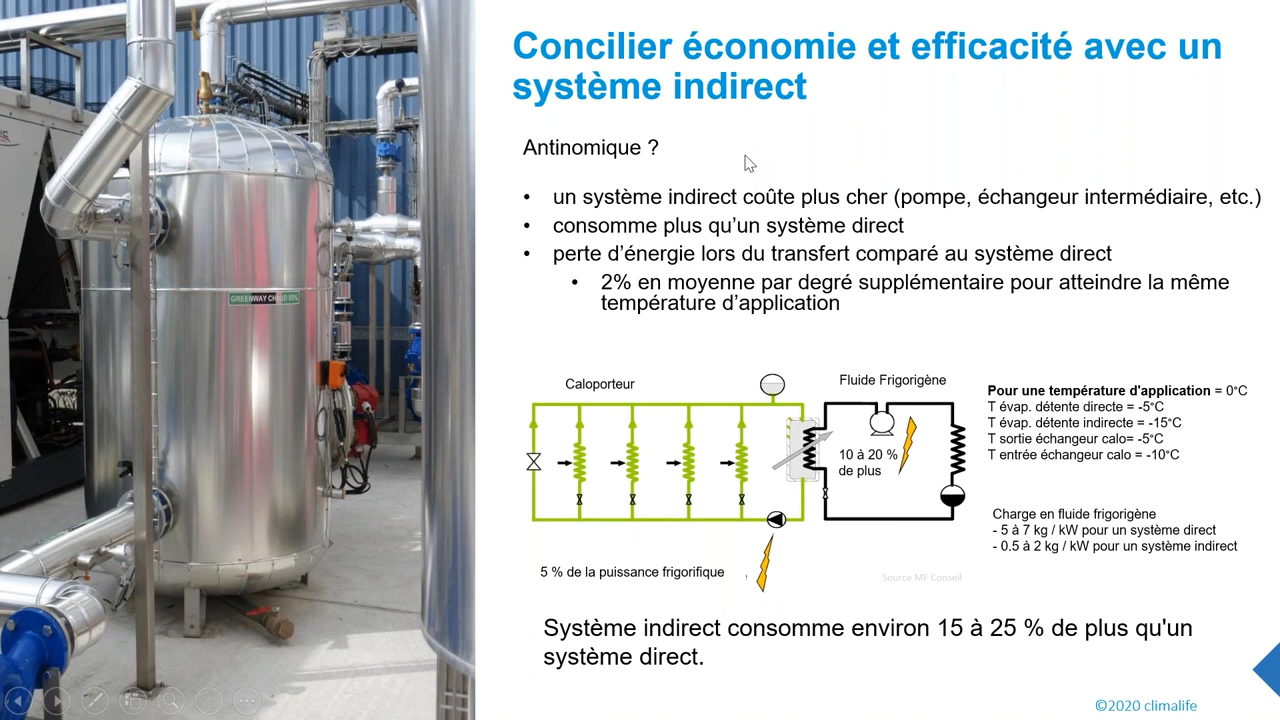 Concilier économie et efficacité avec un
système indirect
Antinomique ?
• un système indirect coûte plus cher (pompe, échangeur intermédiaire, etc.)
• consomme plus qu’un système direct
• perte d’énergie lors du transfert comparé au système direct
• 2% en moyenne par degré supplémentaire pour atteindre la même
température d’application
Caloporteur
Fluide Frigorigène
10 à 20 %
de plus
5 % de la puissance frigorifique
Pour une température d'application = 0°C
T évap. détente directe = -5°C
T évap. détente indirecte = -15°C
T sortie échangeur calo= -5°C
T entrée échangeur calo = -10°C
Charge en fluide frigorigène
- 5 à 7 kg / kW pour un système direct
- 0.5 à 2 kg / kW pour un système indirect
Source MF Conseil
Système indirect consomme environ 15 à 25 % de plus qu'un
système direct.
©2020 climalife
GREENWAY CHAUD 55%